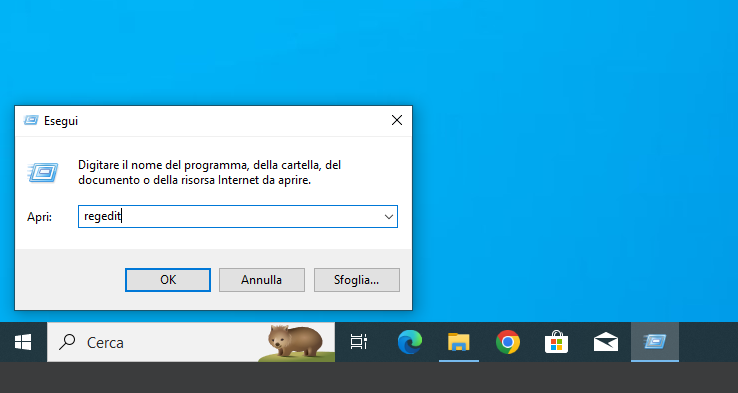 Esegui
Digitare il nome del programma, della cartella, del
documento o della risorsa Internet da aprire.
Apri: regedit
OK Annulla Sfoglia...
Cerca